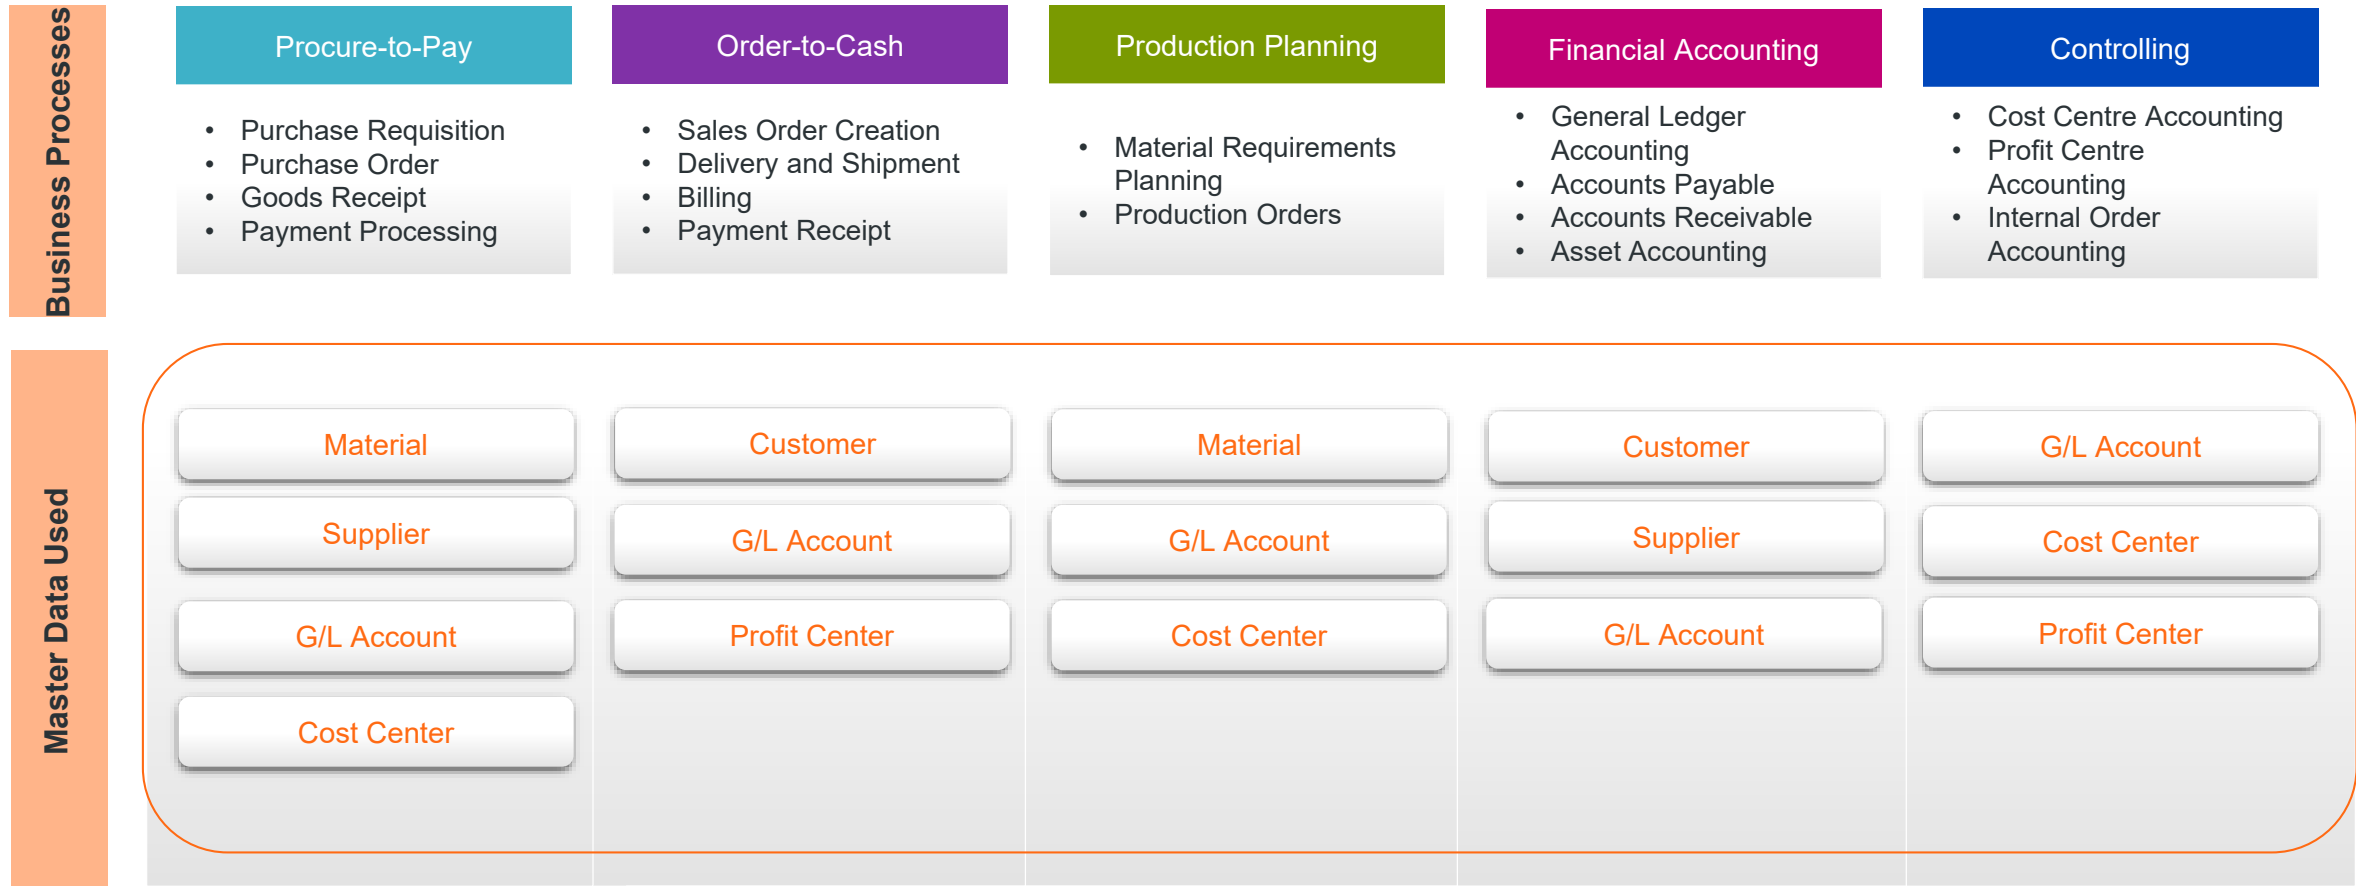 Business Processes
Procure-to-Pay
• Purchase Requisition
• Purchase Order
• Goods Receipt
• Payment Processing
Order-to-Cash
• Sales Order Creation
• Delivery and Shipment
• Billing
• Payment Receipt
Production Planning
• Material Requirements
Planning
• Production Orders
Financial Accounting
• General Ledger
Accounting
• Accounts Payable
• Accounts Receivable
• Asset Accounting
Controlling
• Cost Centre Accounting
• Profit Centre
Accounting
• Internal Order
Accounting
Master Data Used
Material
Supplier
G/L Account
Cost Center
Customer
G/L Account
Profit Center
Material
G/L Account
Cost Center
Customer
Supplier
G/L Account
G/L Account
Cost Center
Profit Center